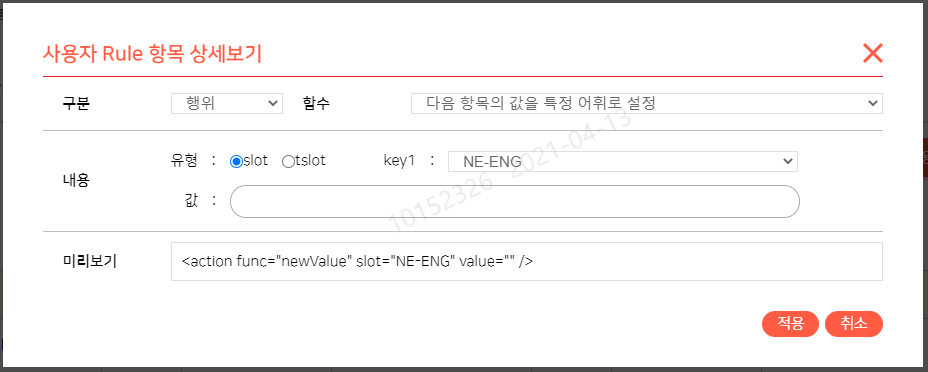 사용자 Rule 항목 상세보기
구분 행위 함수 다음 항목의 값을 특정 어휘로 설정
유형 : slot tslot key1 : NE-ENG
내용
값 :
10152326 2021-04-13
미리보기 <action func="newValue" slot="NE-ENG" value="" />
적용 취소